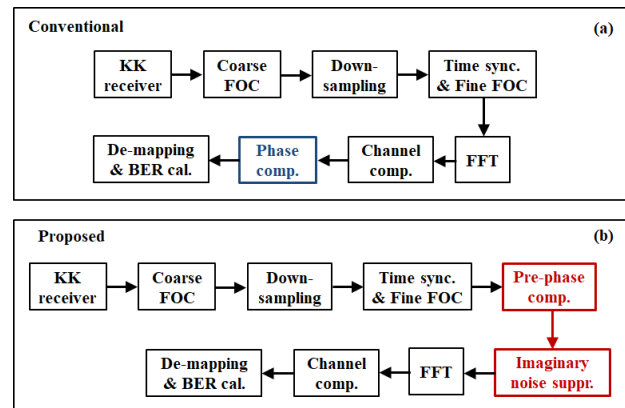 Conventional
(a)
KK
receiver
Coarse
FOC
Down-
sampling
Time sync.
& Fine FOC
De-mapping
& BER cal.
Phase
comp.
Channel
comp.
FFT
Proposed
(b)
KK
receiver
Coarse
FOC
Down-
sampling
Time sync.
& Fine FOC
Pre-phase
comp.
De-mapping
& BER cal.
Channel
comp.
FFT
Imaginary
noise suppr.